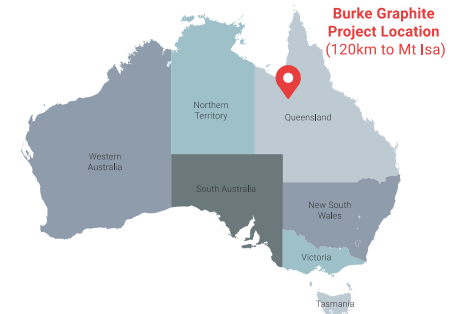 Burke Graphite
Project Location
(120km to Mt Isa)
Northern
Territory
Queensland
Western
Australia
South Australia
New South
Wales
Victoria
Tasmania